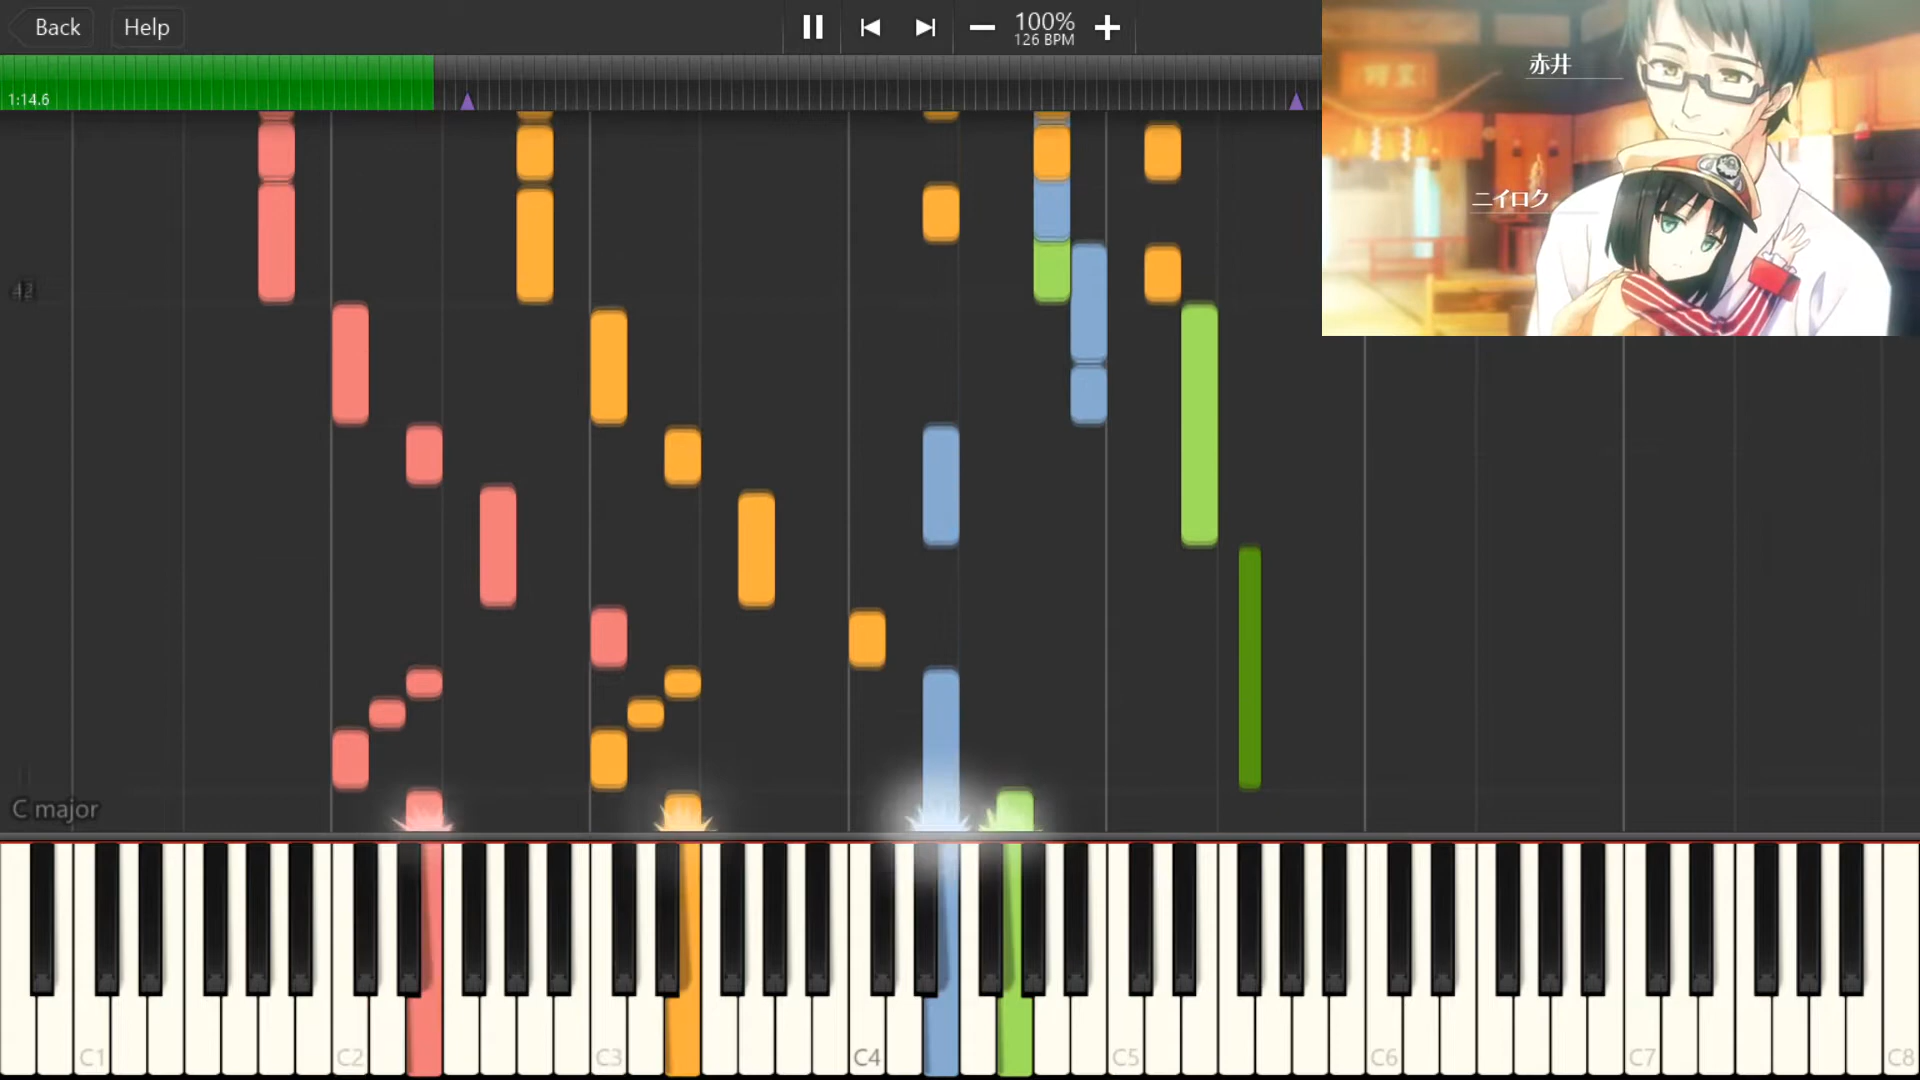 Back
Help
100%
126 BPM
1:14.6
赤井
ニイロク
C major
C1
C2
C3
C4
C5
C6
C7
C8